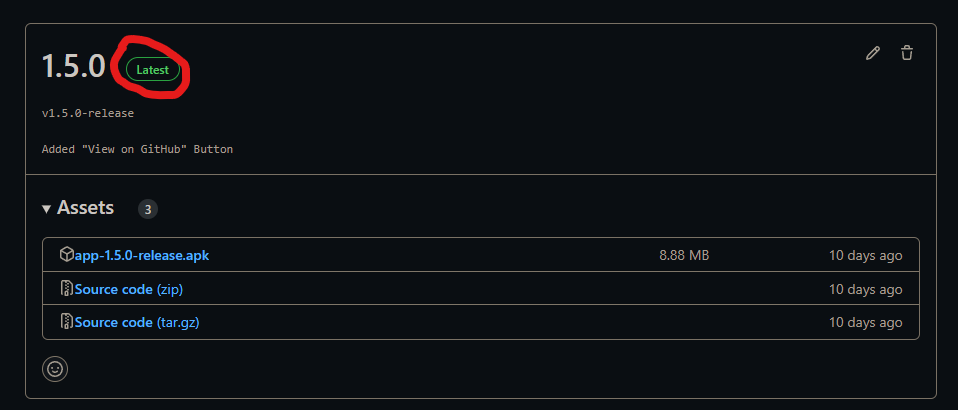 1.5.0 Latest
v1.5.0-release
Added "View on GitHub" Button
Assets 3
app-1.5.0-release.apk 8.88 MB 10 days ago
Source code (zip) 10 days ago
Source code (tar.gz) 10 days ago